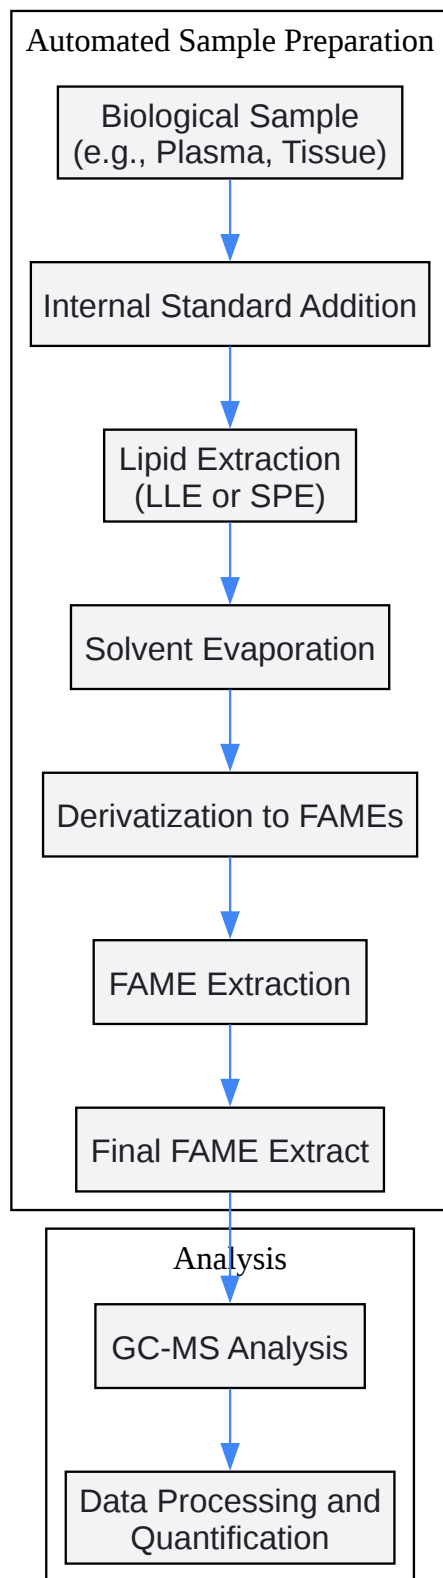 Automated Sample Preparation
Biological Sample
(e.g., Plasma, Tissue)
Internal Standard Addition
Lipid Extraction
(LLE or SPE)
Solvent Evaporation
Derivatization to FAMEs
FAME Extraction
Final FAME Extract
Analysis
GC-MS Analysis
Data Processing and
Quantification